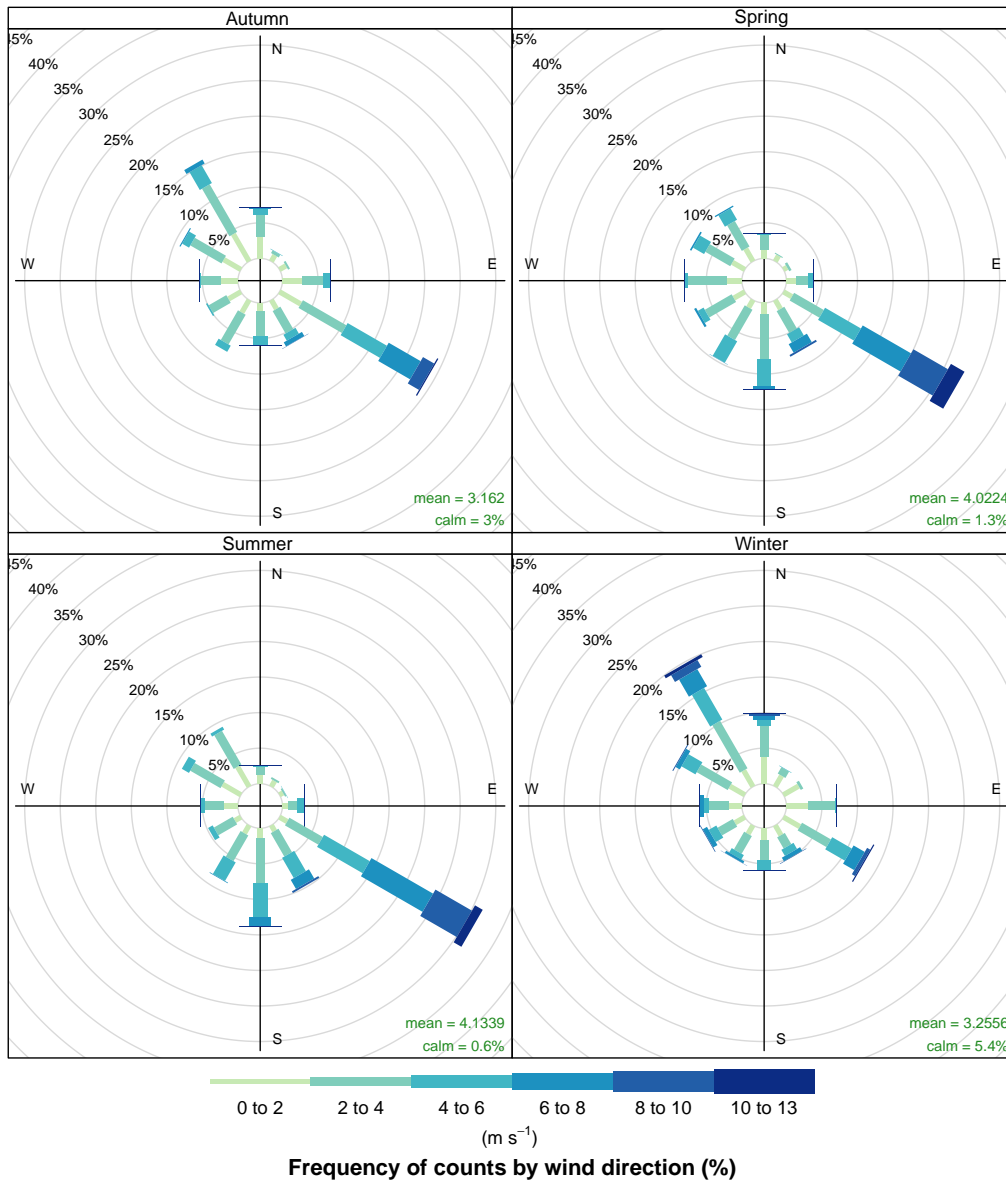 Autumn
45%
40%
35%
30%
25%
20%
15%
10%
5%
N
W
E
S
mean = 3.162
calm = 3%
Spring
45%
40%
35%
30%
25%
20%
15%
10%
5%
N
W
E
S
mean = 4.0224
calm = 1.3%
Summer
45%
40%
35%
30%
25%
20%
15%
10%
5%
N
W
E
S
mean = 4.1339
calm = 0.6%
Winter
45%
40%
35%
30%
25%
20%
15%
10%
5%
N
W
E
S
mean = 3.2556
calm = 5.4%
0 to 2 2 to 4 4 to 6 6 to 8 8 to 10 10 to 13
(m s⁻¹)
Frequency of counts by wind direction (%)